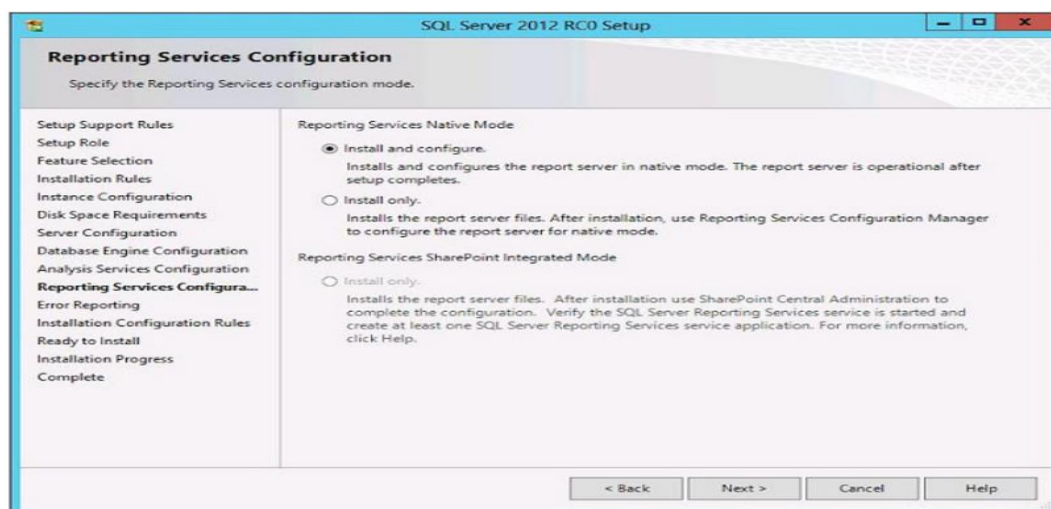 SQL Server 2012 RC0 Setup
Reporting Services Configuration
Specify the Reporting Services configuration mode.
Setup Support Rules
Setup Role
Feature Selection
Installation Rules
Instance Configuration
Disk Space Requirements
Server Configuration
Database Engine Configuration
Analysis Services Configuration
Reporting Services Configura...
Error Reporting
Installation Configuration Rules
Ready to Install
Installation Progress
Complete
Reporting Services Native Mode
Install and configure.
Installs and configures the report server in native mode. The report server is operational after
setup completes.
Install only.
Installs the report server files. After installation, use Reporting Services Configuration Manager
to configure the report server for native mode.
Reporting Services SharePoint Integrated Mode
Install only.
Installs the report server files. After installation use SharePoint Central Administration to
complete the configuration. Verify the SQL Server Reporting Services service is started and
create at least one SQL Server Reporting Services service application. For more information,
click Help.
< Back
Next >
Cancel
Help